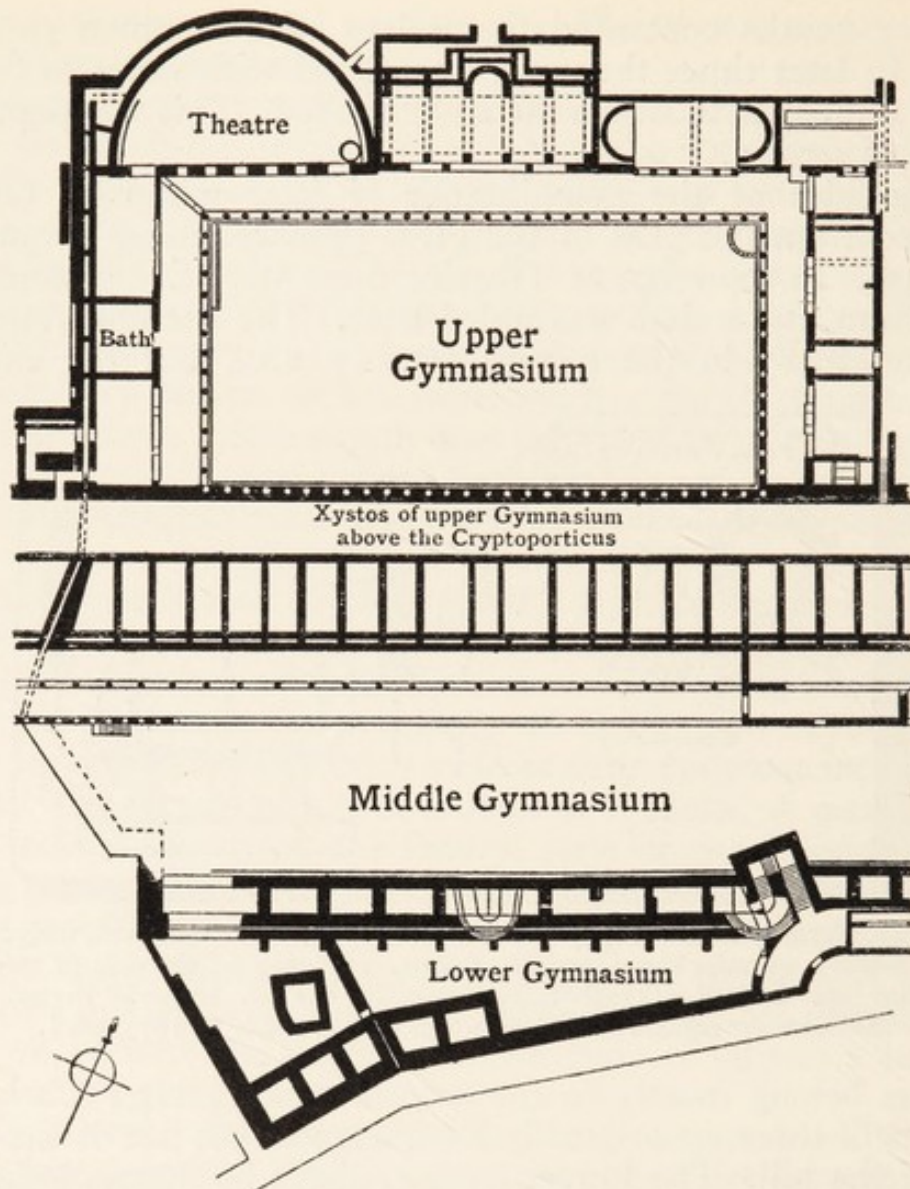 Theatre
Upper
Gymnasium
Bath
Xystos of upper Gymnasium
above the Cryptoporticus
Middle Gymnasium
Lower Gymnasium